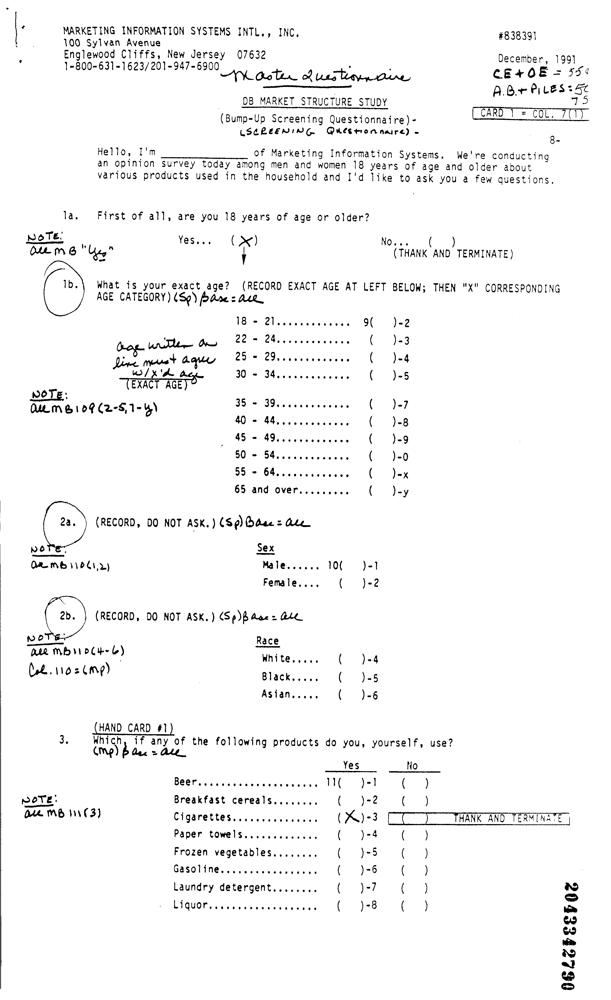 MARKETING INFORMATION SYSTEMS INTL., INC.
100 Sylvan Avenue
Englewood Cliffs, New Jersey 07632
1-800-631-1623/201-947-6900
#838391
December, 1991
CE+OE = 55¢
A.B.+ PILES = 50
75
CARD 1 = COL. 7(1)
Master Questionnaire
DB MARKET STRUCTURE STUDY
(Bump-Up Screening Questionnaire)-
(SCREENING Questionnaire)-
8-
Hello, I'm ____________ of Marketing Information Systems. We're conducting
an opinion survey today among men and women 18 years of age and older about
various products used in the household and I'd like to ask you a few questions.
1a. First of all, are you 18 years of age or older?
NOTE:
all MB "Yes"
Yes... (X) No... ( )
(THANK AND TERMINATE)
1b. What is your exact age? (RECORD EXACT AGE AT LEFT BELOW; THEN "X" CORRESPONDING
AGE CATEGORY) (Sp) Base = all
18 - 21............. 9( )-2
22 - 24............. ( )-3
25 - 29............. ( )-4
30 - 34............. ( )-5
age written on
line must agree
w/X'd age
(EXACT AGE)
NOTE:
all MB 109(2-5,7-y)
35 - 39............. ( )-7
40 - 44............. ( )-8
45 - 49............. ( )-9
50 - 54............. ( )-0
55 - 64............. ( )-x
65 and over......... ( )-y
2a. (RECORD, DO NOT ASK.) (Sp) Base = all
NOTE:
all MB 110(1,2)
Sex
Male...... 10( )-1
Female.... ( )-2
2b. (RECORD, DO NOT ASK.) (Sp) Base = all
NOTE:
all MB 110(4-6)
Col. 110 = (MP)
Race
White..... ( )-4
Black..... ( )-5
Asian..... ( )-6
(HAND CARD #1)
3. Which, if any of the following products do you, yourself, use?
(MP) Base = all
Yes No
Beer.................... 11( )-1 ( )
Breakfast cereals........ ( )-2 ( )
NOTE:
all MB 111(3)
Cigarettes............... (X)-3 ( ) THANK AND TERMINATE
Paper towels............. ( )-4 ( )
Frozen vegetables........ ( )-5 ( )
Gasoline................. ( )-6 ( )
Laundry detergent........ ( )-7 ( )
Liquor................... ( )-8 ( )
2043342790